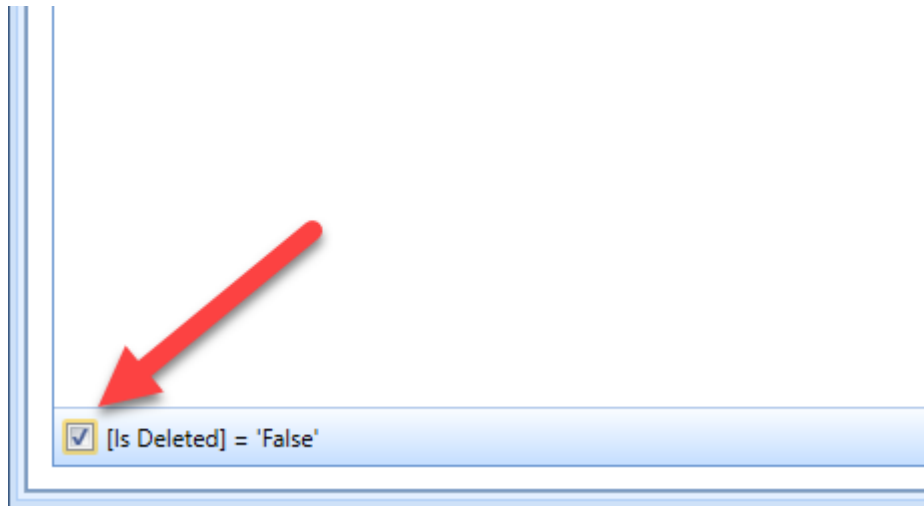 [Is Deleted] = 'False'